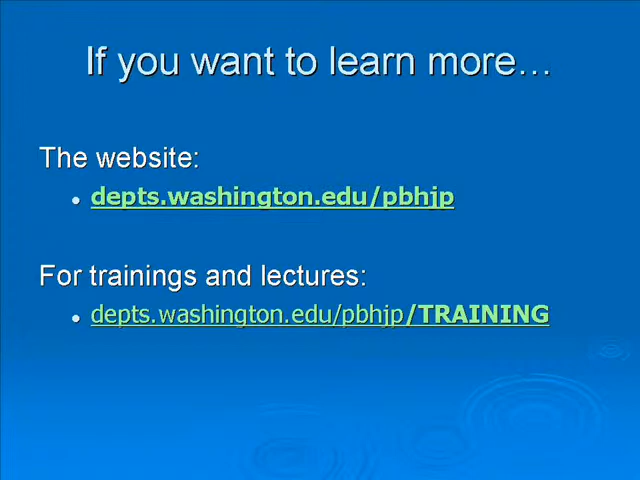 If you want to learn more…
The website:
• depts.washington.edu/pbhjp
For trainings and lectures:
• depts.washington.edu/pbhjp/TRAINING